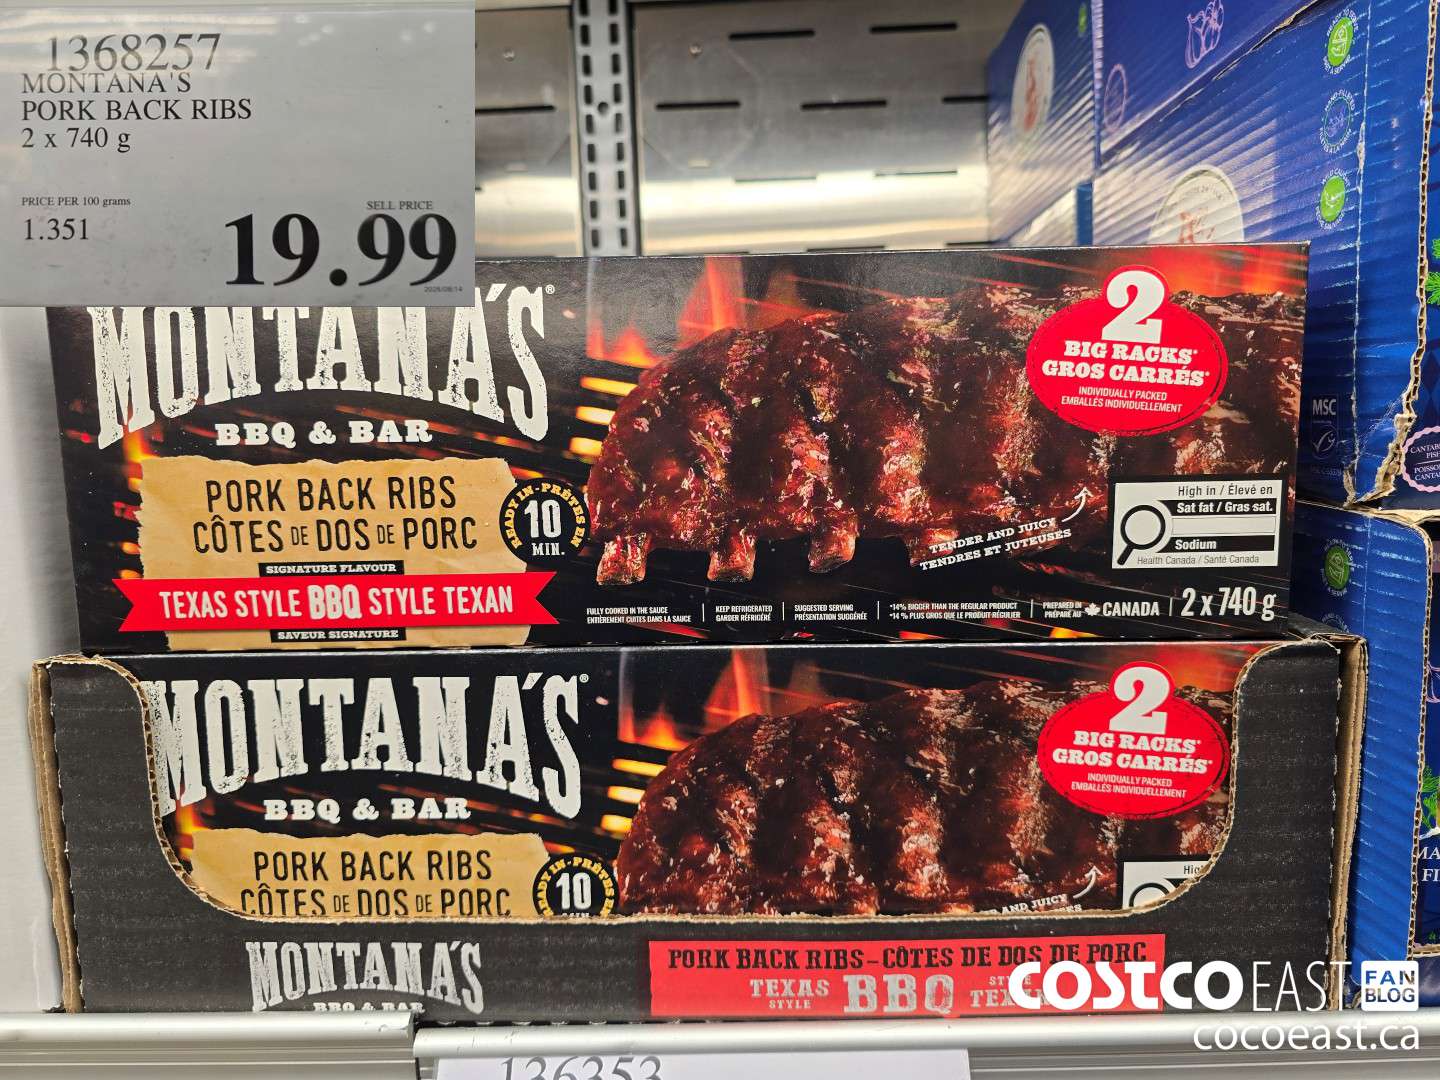 1368257
MONTANA'S
PORK BACK RIBS
2 x 740 g
PRICE PER 100 grams
1.351
SELL PRICE
19.99
MONTANA'S®
BBQ & BAR
PORK BACK RIBS
CÔTES DE DOS DE PORC
SIGNATURE FLAVOUR
TEXAS STYLE BBQ STYLE TEXAN
SAVEUR SIGNATURE
READY IN • PRÊTES EN
10
MIN.
2
BIG RACKS*
GROS CARRÉS*
INDIVIDUALLY PACKED
EMBALLÉS INDIVIDUELLEMENT
TENDER AND JUICY
TENDRES ET JUTEUSES
High in / Élevé en
Sat fat / Gras sat.
Sodium
Health Canada / Santé Canada
FULLY COOKED IN THE SAUCE
ENTIÈREMENT CUITES DANS LA SAUCE
KEEP REFRIGERATED
GARDER RÉFRIGÉRÉ
SUGGESTED SERVING
PRÉSENTATION SUGGÉRÉE
*14% BIGGER THAN THE REGULAR PRODUCT
*14 % PLUS GROS QUE LE PRODUIT RÉGULIER
PREPARED IN
PRÉPARÉ AU
CANADA
2 x 740 g
MSC
MONTANA'S®
BBQ & BAR
PORK BACK RIBS
CÔTES DE DOS DE PORC
10
2
BIG RACKS*
GROS CARRÉS*
INDIVIDUALLY PACKED
EMBALLÉS INDIVIDUELLEMENT
AND JUICY
MONTANA'S
BBQ & BAR
PORK BACK RIBS – CÔTES DE DOS DE PORC
TEXAS STYLE BBQ
COSTCO EAST FAN BLOG
cocoeast.ca
136353